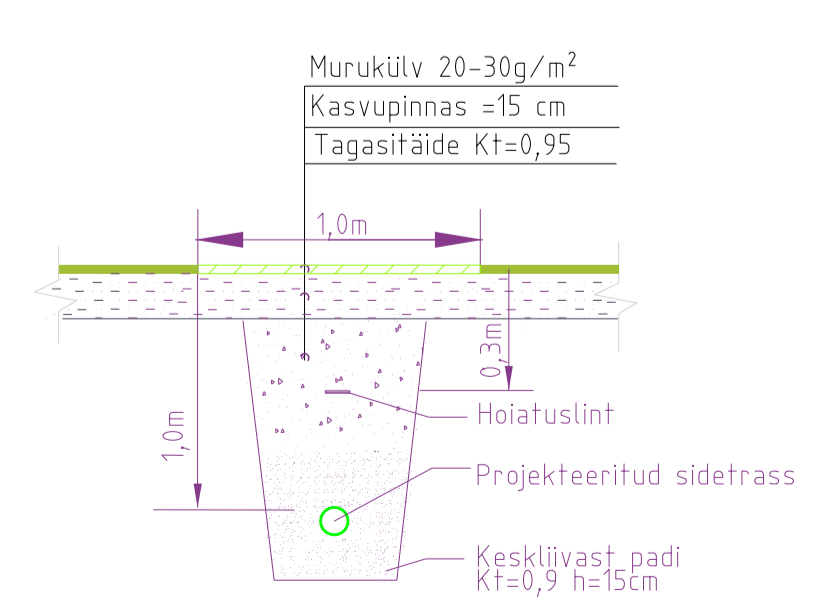 Murukülv 20-30g/m²
Kasvupinnas =15 cm
Tagasitäide Kt=0,95
1,0m
0,3m
1,0m
Hoiatuslint
Projekteeritud sidetrass
Keskliivast padi
Kt=0,9 h=15cm